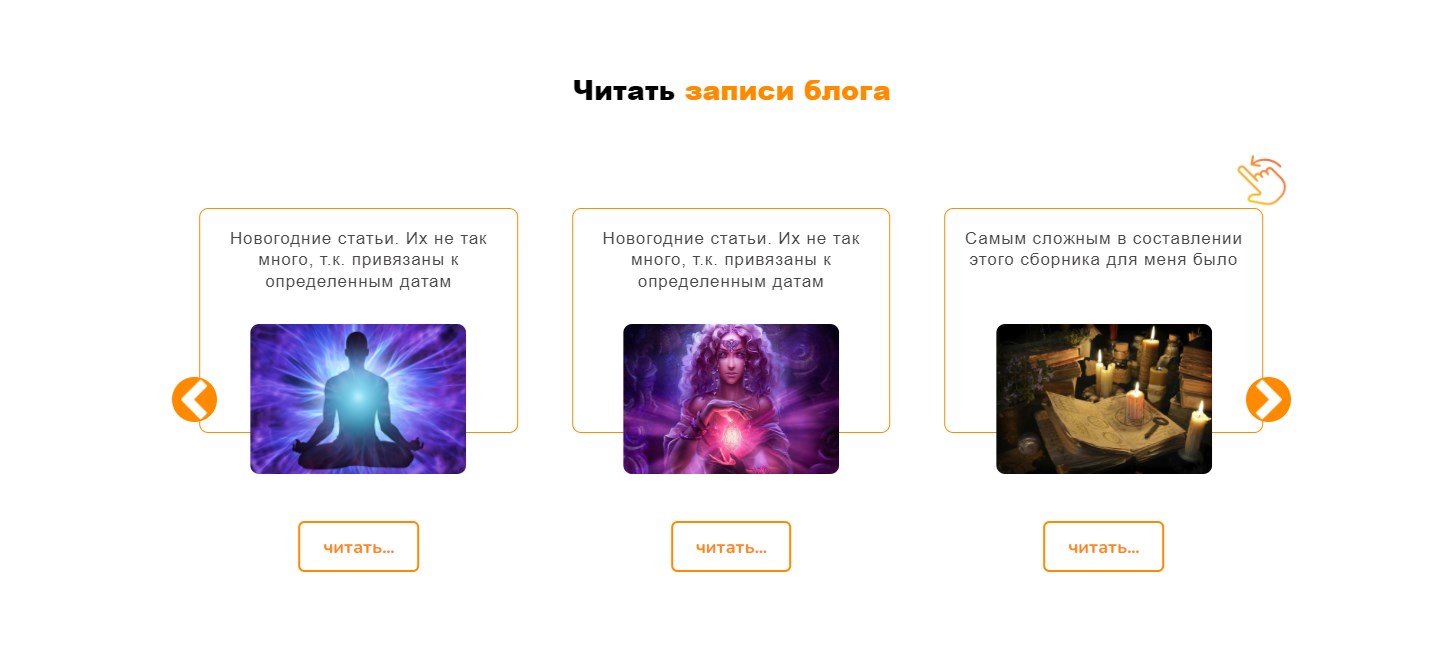 Читать записи блога
Новогодние статьи. Их не так
много, т.к. привязаны к
определенным датам
читать...
Новогодние статьи. Их не так
много, т.к. привязаны к
определенным датам
читать...
Самым сложным в составлении
этого сборника для меня было
читать...